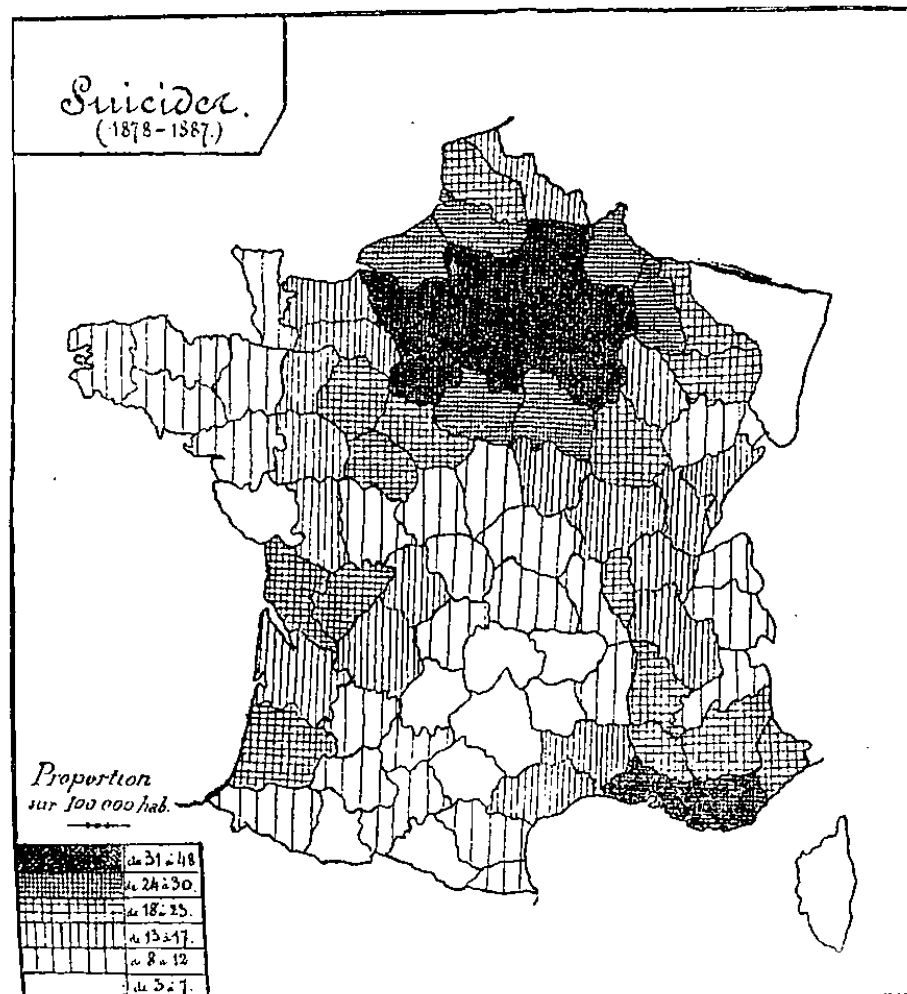 Suicides.
(1878-1887.)
Proportion
sur 100 000 hab.
de 31 à 48
de 24 à 30.
de 18 à 23.
de 13 à 17.
de 8 à 12
de 3 à 7.